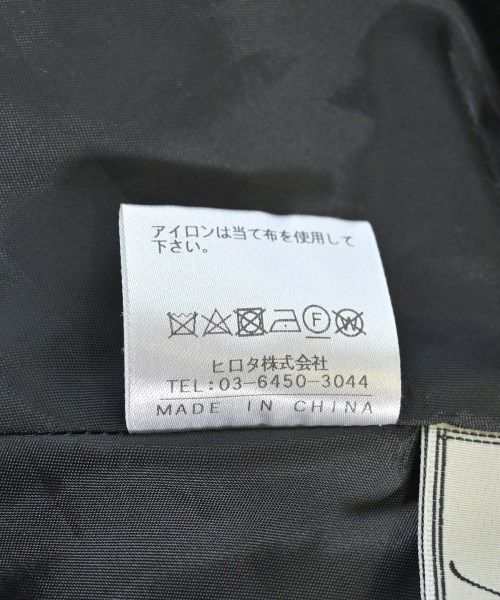 アイロンは当て布を使用して
下さい。
F W
ヒロタ株式会社
TEL:03-6450-3044
MADE IN CHINA